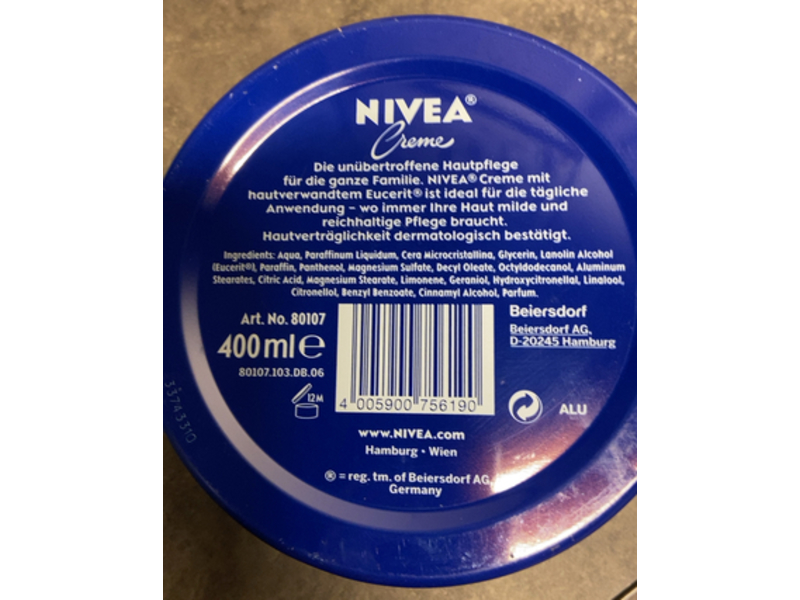 NIVEA®
Creme
Die unübertroffene Hautpflege
für die ganze Familie. NIVEA® Creme mit
hautverwandtem Eucerit® ist ideal für die tägliche
Anwendung – wo immer Ihre Haut milde und
reichhaltige Pflege braucht.
Hautverträglichkeit dermatologisch bestätigt.
Ingredients: Aqua, Paraffinum Liquidum, Cera Microcristallina, Glycerin, Lanolin Alcohol
(Eucerit®), Paraffin, Panthenol, Magnesium Sulfate, Decyl Oleate, Octyldodecanol, Aluminum
Stearates, Citric Acid, Magnesium Stearate, Limonene, Geraniol, Hydroxycitronellal, Linalool,
Citronellol, Benzyl Benzoate, Cinnamyl Alcohol, Parfum.
Art. No. 80107
400 ml e
80107.103.DB.06
12M
4 005900 756190
Beiersdorf
Beiersdorf AG,
D-20245 Hamburg
ALU
www.NIVEA.com
Hamburg • Wien
® = reg. tm. of Beiersdorf AG,
Germany
33743310